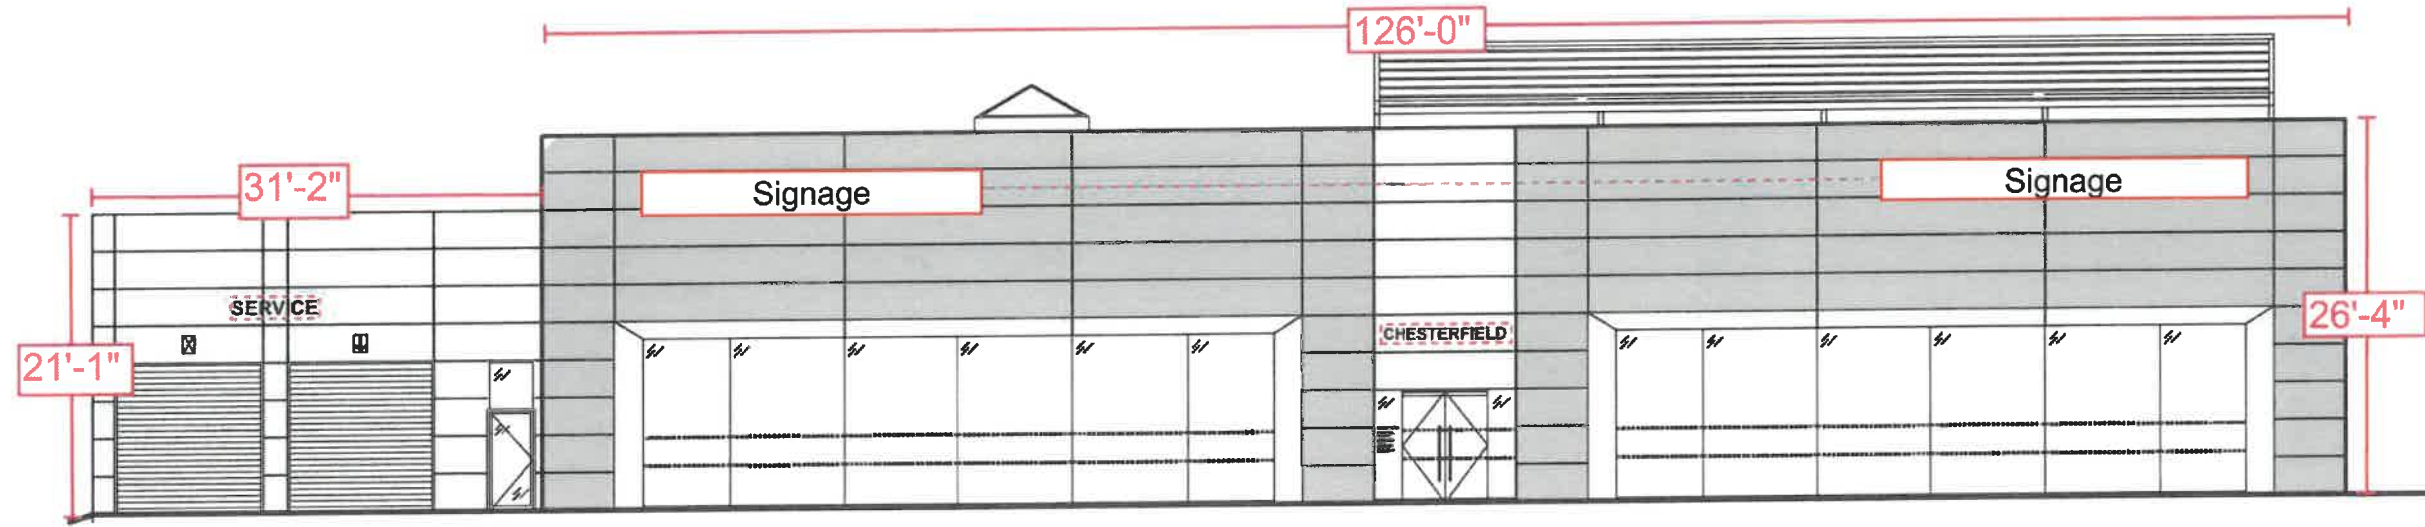 126'-0"
31'-2"
Signage
Signage
SERVICE
CHESTERFIELD
26'-4"
21'-1"